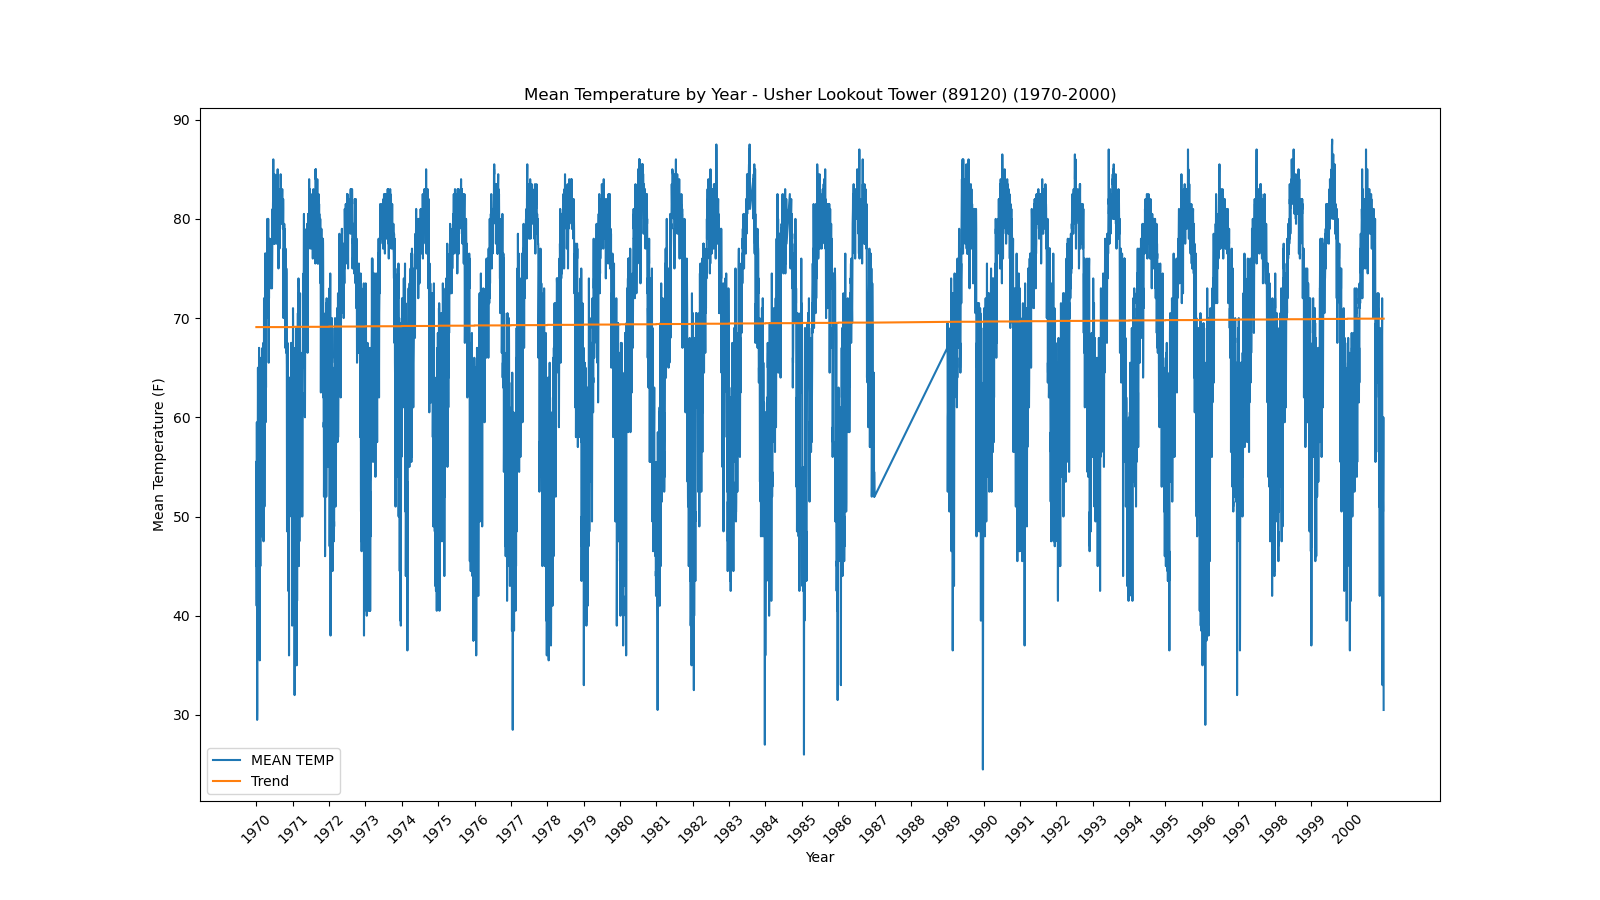 Mean Temperature by Year - Usher Lookout Tower (89120) (1970-2000)
Mean Temperature (F)
90
80
70
60
50
40
30
MEAN TEMP
Trend
1970 1971 1972 1973 1974 1975 1976 1977 1978 1979 1980 1981 1982 1983 1984 1985 1986 1987 1988 1989 1990 1991 1992 1993 1994 1995 1996 1997 1998 1999 2000
Year